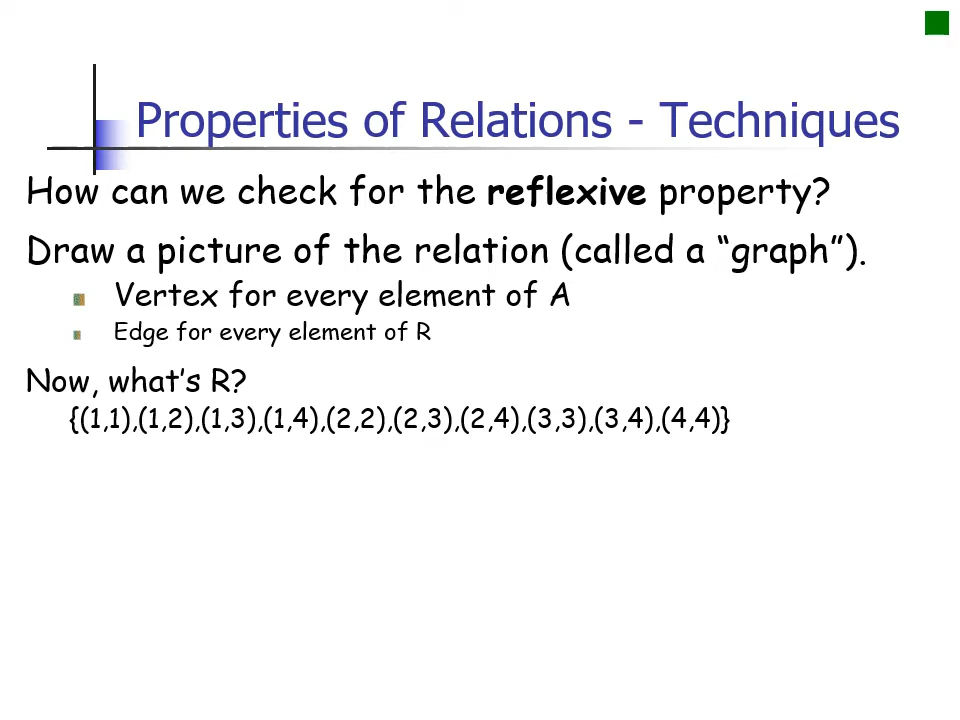 Properties of Relations - Techniques
How can we check for the reflexive property?
Draw a picture of the relation (called a “graph”).
Vertex for every element of A
Edge for every element of R
Now, what’s R?
{(1,1),(1,2),(1,3),(1,4),(2,2),(2,3),(2,4),(3,3),(3,4),(4,4)}